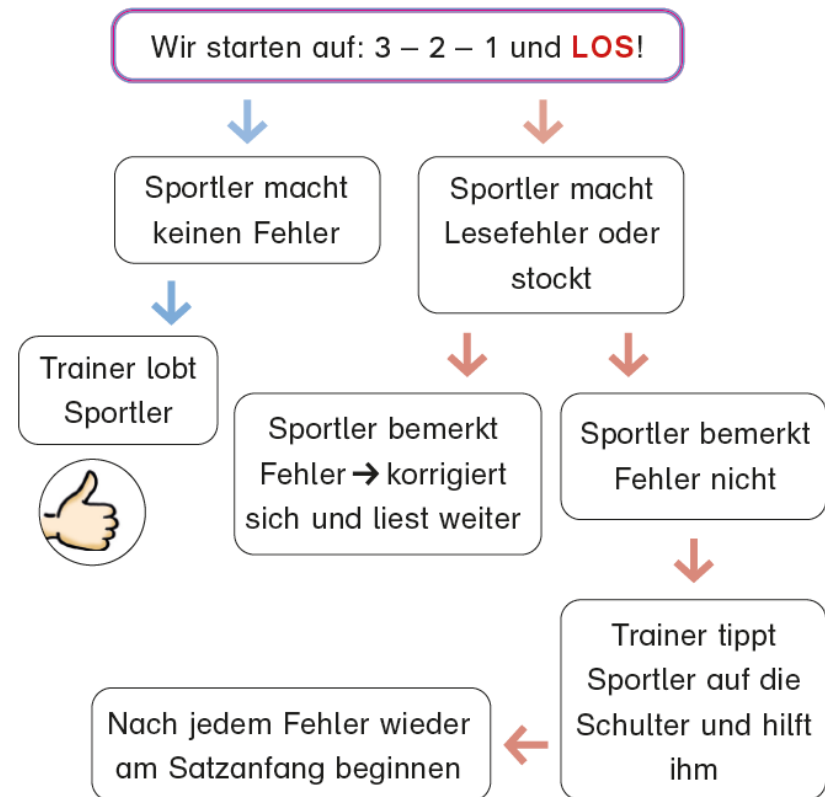 Wir starten auf: 3 – 2 – 1 und LOS!
Sportler macht
keinen Fehler
Sportler macht
Lesefehler oder
stockt
Trainer lobt
Sportler
Sportler bemerkt
Fehler → korrigiert
sich und liest weiter
Sportler bemerkt
Fehler nicht
Trainer tippt
Sportler auf die
Schulter und hilft
ihm
Nach jedem Fehler wieder
am Satzanfang beginnen